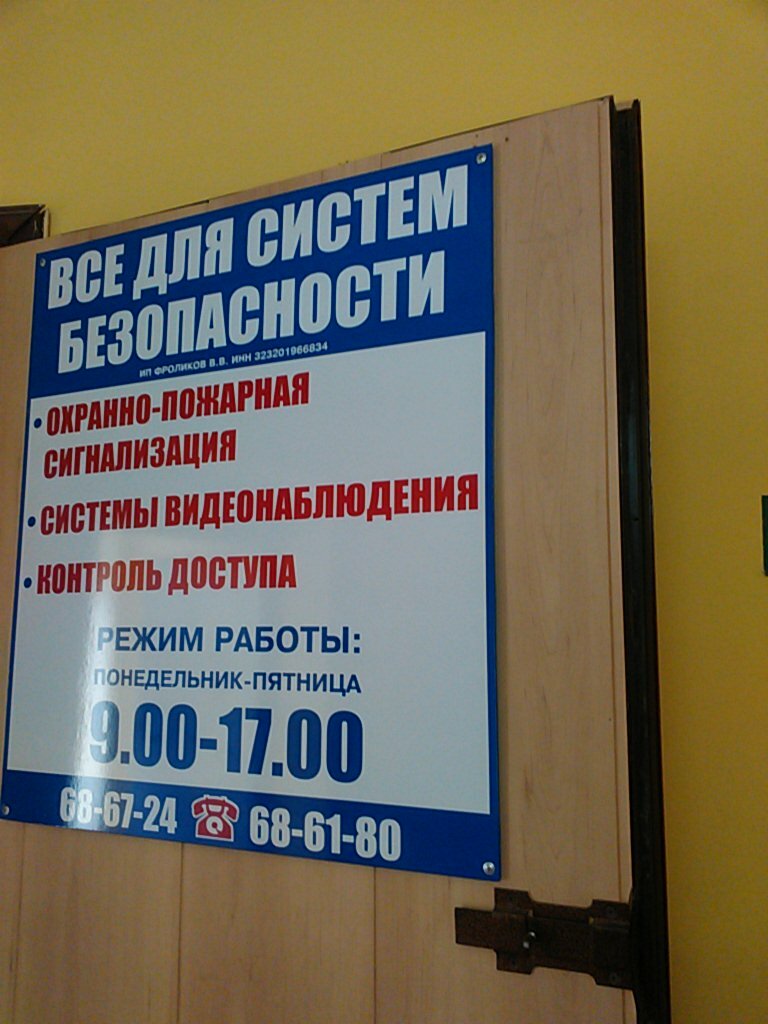 ВСЕ ДЛЯ СИСТЕМ
БЕЗОПАСНОСТИ
ИП ФРОЛИКОВ В.В. ИНН 323201966834
• ОХРАННО-ПОЖАРНАЯ
СИГНАЛИЗАЦИЯ
• СИСТЕМЫ ВИДЕОНАБЛЮДЕНИЯ
• КОНТРОЛЬ ДОСТУПА
РЕЖИМ РАБОТЫ:
ПОНЕДЕЛЬНИК-ПЯТНИЦА
9.00-17.00
68-67-24 68-61-80